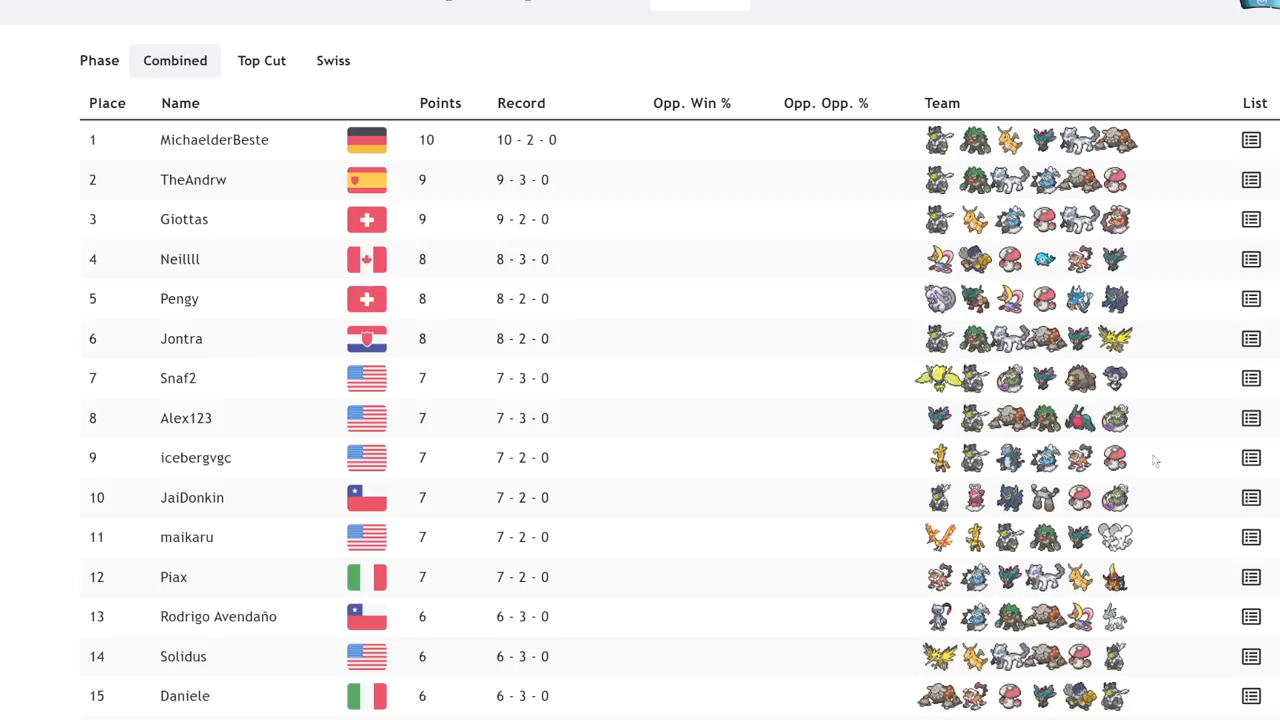 Phase Combined Top Cut Swiss
Place Name Points Record Opp. Win % Opp. Opp. % Team List
1 MichaelderBeste 10 10 - 2 - 0
2 TheAndrw 9 9 - 3 - 0
3 Giottas 9 9 - 2 - 0
4 Neillll 8 8 - 3 - 0
5 Pengy 8 8 - 2 - 0
6 Jontra 8 8 - 2 - 0
7 Snaf2 7 7 - 3 - 0
8 Alex123 7 7 - 3 - 0
9 icebergvgc 7 7 - 2 - 0
10 JaiDonkin 7 7 - 2 - 0
11 maikaru 7 7 - 2 - 0
12 Piax 7 7 - 2 - 0
13 Rodrigo Avendaño 6 6 - 3 - 0
14 Solidus 6 6 - 3 - 0
15 Daniele 6 6 - 3 - 0